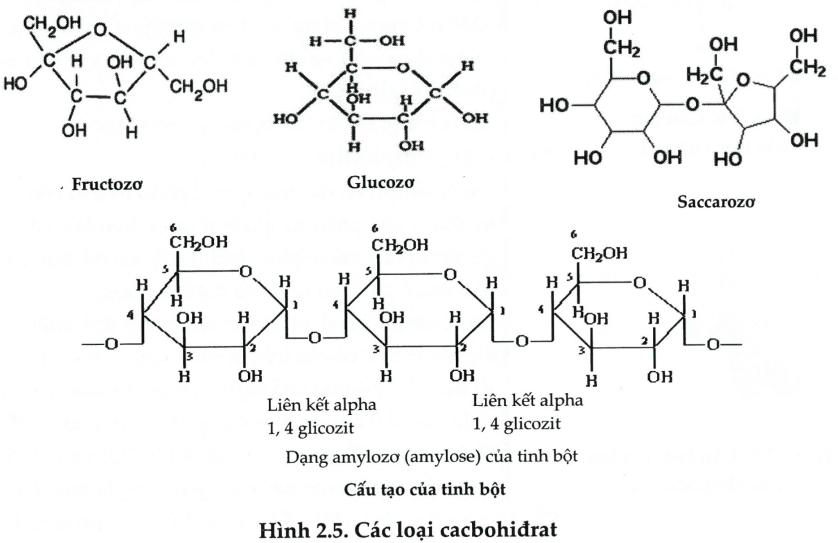 CH₂OH
O
H
H
OH
C
C
HO
C
C
CH₂OH
OH
H
Fructozơ
H
H
C
OH
H
O
H
H
OH
H
HO
OH
H
OH
Glucozơ
OH
CH₂
OH
OH
CH₂
O
H₂C
O
HO
O
HO
OH
HO
OH
Saccarozơ
6
CH₂OH
6
CH₂OH
6
CH₂OH
5
O
5
O
5
O
H
H
H
H
H
H
4
H
1
4
H
1
4
H
1
OH
H
OH
H
OH
H
O
3
2
O
3
2
O
3
2
O
H
OH
H
OH
H
OH
Liên kết alpha
1, 4 glicozit
Liên kết alpha
1, 4 glicozit
Dạng amylozơ (amylose) của tinh bột
Cấu tạo của tinh bột
Hình 2.5. Các loại cacbohiđrat